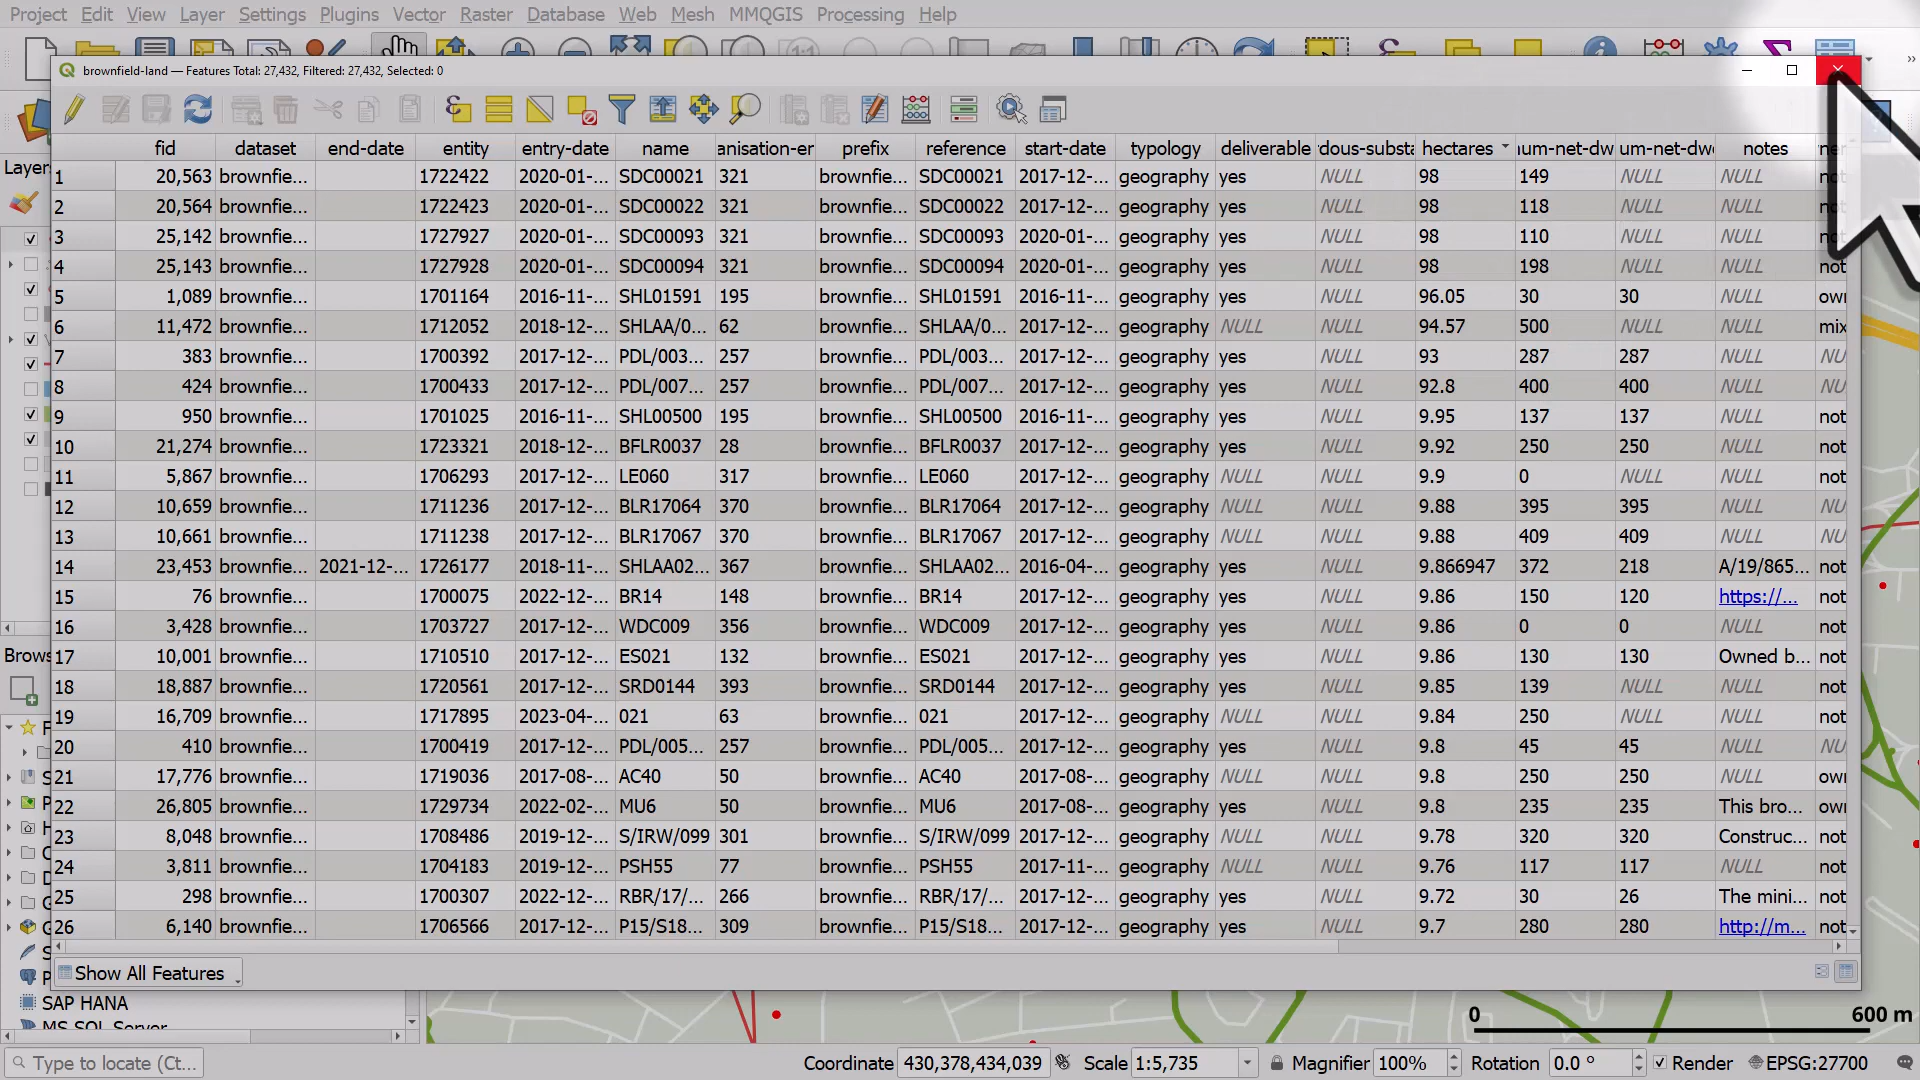 Project Edit View Layer Settings Plugins Vector Raster Database Web Mesh MMQGIS Processing Help
brownfield-land — Features Total: 27,432, Filtered: 27,432, Selected: 0
fid dataset end-date entity entry-date name anisation-er prefix reference start-date typology deliverable dous-substa hectares um-net-dw um-net-dw notes
1 20,563 brownfie... 1722422 2020-01-... SDC00021 321 brownfie... SDC00021 2017-12-... geography yes NULL 98 149 NULL NULL not
2 20,564 brownfie... 1722423 2020-01-... SDC00022 321 brownfie... SDC00022 2017-12-... geography yes NULL 98 118 NULL NULL not
3 25,142 brownfie... 1727927 2020-01-... SDC00093 321 brownfie... SDC00093 2020-01-... geography yes NULL 98 110 NULL NULL not
4 25,143 brownfie... 1727928 2020-01-... SDC00094 321 brownfie... SDC00094 2020-01-... geography yes NULL 98 198 NULL NULL not
5 1,089 brownfie... 1701164 2016-11-... SHL01591 195 brownfie... SHL01591 2016-11-... geography yes NULL 96.05 30 30 NULL owr
6 11,472 brownfie... 1712052 2018-12-... SHLAA/0... 62 brownfie... SHLAA/0... 2017-12-... geography NULL NULL 94.57 500 NULL NULL mix
7 383 brownfie... 1700392 2017-12-... PDL/003... 257 brownfie... PDL/003... 2017-12-... geography yes NULL 93 287 287 NULL NU
8 424 brownfie... 1700433 2017-12-... PDL/007... 257 brownfie... PDL/007... 2017-12-... geography yes NULL 92.8 400 400 NULL NU
9 950 brownfie... 1701025 2016-11-... SHL00500 195 brownfie... SHL00500 2016-11-... geography yes NULL 9.95 137 137 NULL not
10 21,274 brownfie... 1723321 2018-12-... BFLR0037 28 brownfie... BFLR0037 2017-12-... geography yes NULL 9.92 250 250 NULL not
11 5,867 brownfie... 1706293 2017-12-... LE060 317 brownfie... LE060 2017-12-... geography NULL NULL 9.9 0 NULL NULL not
12 10,659 brownfie... 1711236 2017-12-... BLR17064 370 brownfie... BLR17064 2017-12-... geography NULL NULL 9.88 395 395 NULL NU
13 10,661 brownfie... 1711238 2017-12-... BLR17067 370 brownfie... BLR17067 2017-12-... geography NULL NULL 9.88 409 409 NULL NU
14 23,453 brownfie... 2021-12-... 1726177 2018-11-... SHLAA02... 367 brownfie... SHLAA02... 2016-04-... geography yes NULL 9.866947 372 218 A/19/865... not
15 76 brownfie... 1700075 2022-12-... BR14 148 brownfie... BR14 2017-12-... geography yes NULL 9.86 150 120 https://... not
16 3,428 brownfie... 1703727 2017-12-... WDC009 356 brownfie... WDC009 2017-12-... geography yes NULL 9.86 0 0 NULL not
17 10,001 brownfie... 1710510 2017-12-... ES021 132 brownfie... ES021 2017-12-... geography yes NULL 9.86 130 130 Owned b... not
18 18,887 brownfie... 1720561 2017-12-... SRD0144 393 brownfie... SRD0144 2017-12-... geography yes NULL 9.85 139 NULL NULL not
19 16,709 brownfie... 1717895 2023-04-... 021 63 brownfie... 021 2017-12-... geography NULL NULL 9.84 250 NULL NULL not
20 410 brownfie... 1700419 2017-12-... PDL/005... 257 brownfie... PDL/005... 2017-12-... geography yes NULL 9.8 45 45 NULL NU
21 17,776 brownfie... 1719036 2017-08-... AC40 50 brownfie... AC40 2017-08-... geography NULL NULL 9.8 250 250 NULL owr
22 26,805 brownfie... 1729734 2022-02-... MU6 50 brownfie... MU6 2017-08-... geography yes NULL 9.8 235 235 This bro... owr
23 8,048 brownfie... 1708486 2019-12-... S/IRW/099 301 brownfie... S/IRW/099 2017-12-... geography NULL NULL 9.78 320 320 Construc... not
24 3,811 brownfie... 1704183 2019-12-... PSH55 77 brownfie... PSH55 2017-11-... geography NULL NULL 9.76 117 117 NULL not
25 298 brownfie... 1700307 2022-12-... RBR/17/... 266 brownfie... RBR/17/... 2017-12-... geography yes NULL 9.72 30 26 The mini... not
26 6,140 brownfie... 1706566 2017-12-... P15/S18... 309 brownfie... P15/S18... 2017-12-... geography yes NULL 9.7 280 280 http://m... not
Layer
Brows
Show All Features
SAP HANA
MS SQL Server
0 600 m
Type to locate (Ct... Coordinate 430,378,434,039 Scale 1:5,735 Magnifier 100% Rotation 0.0 ° Render EPSG:27700